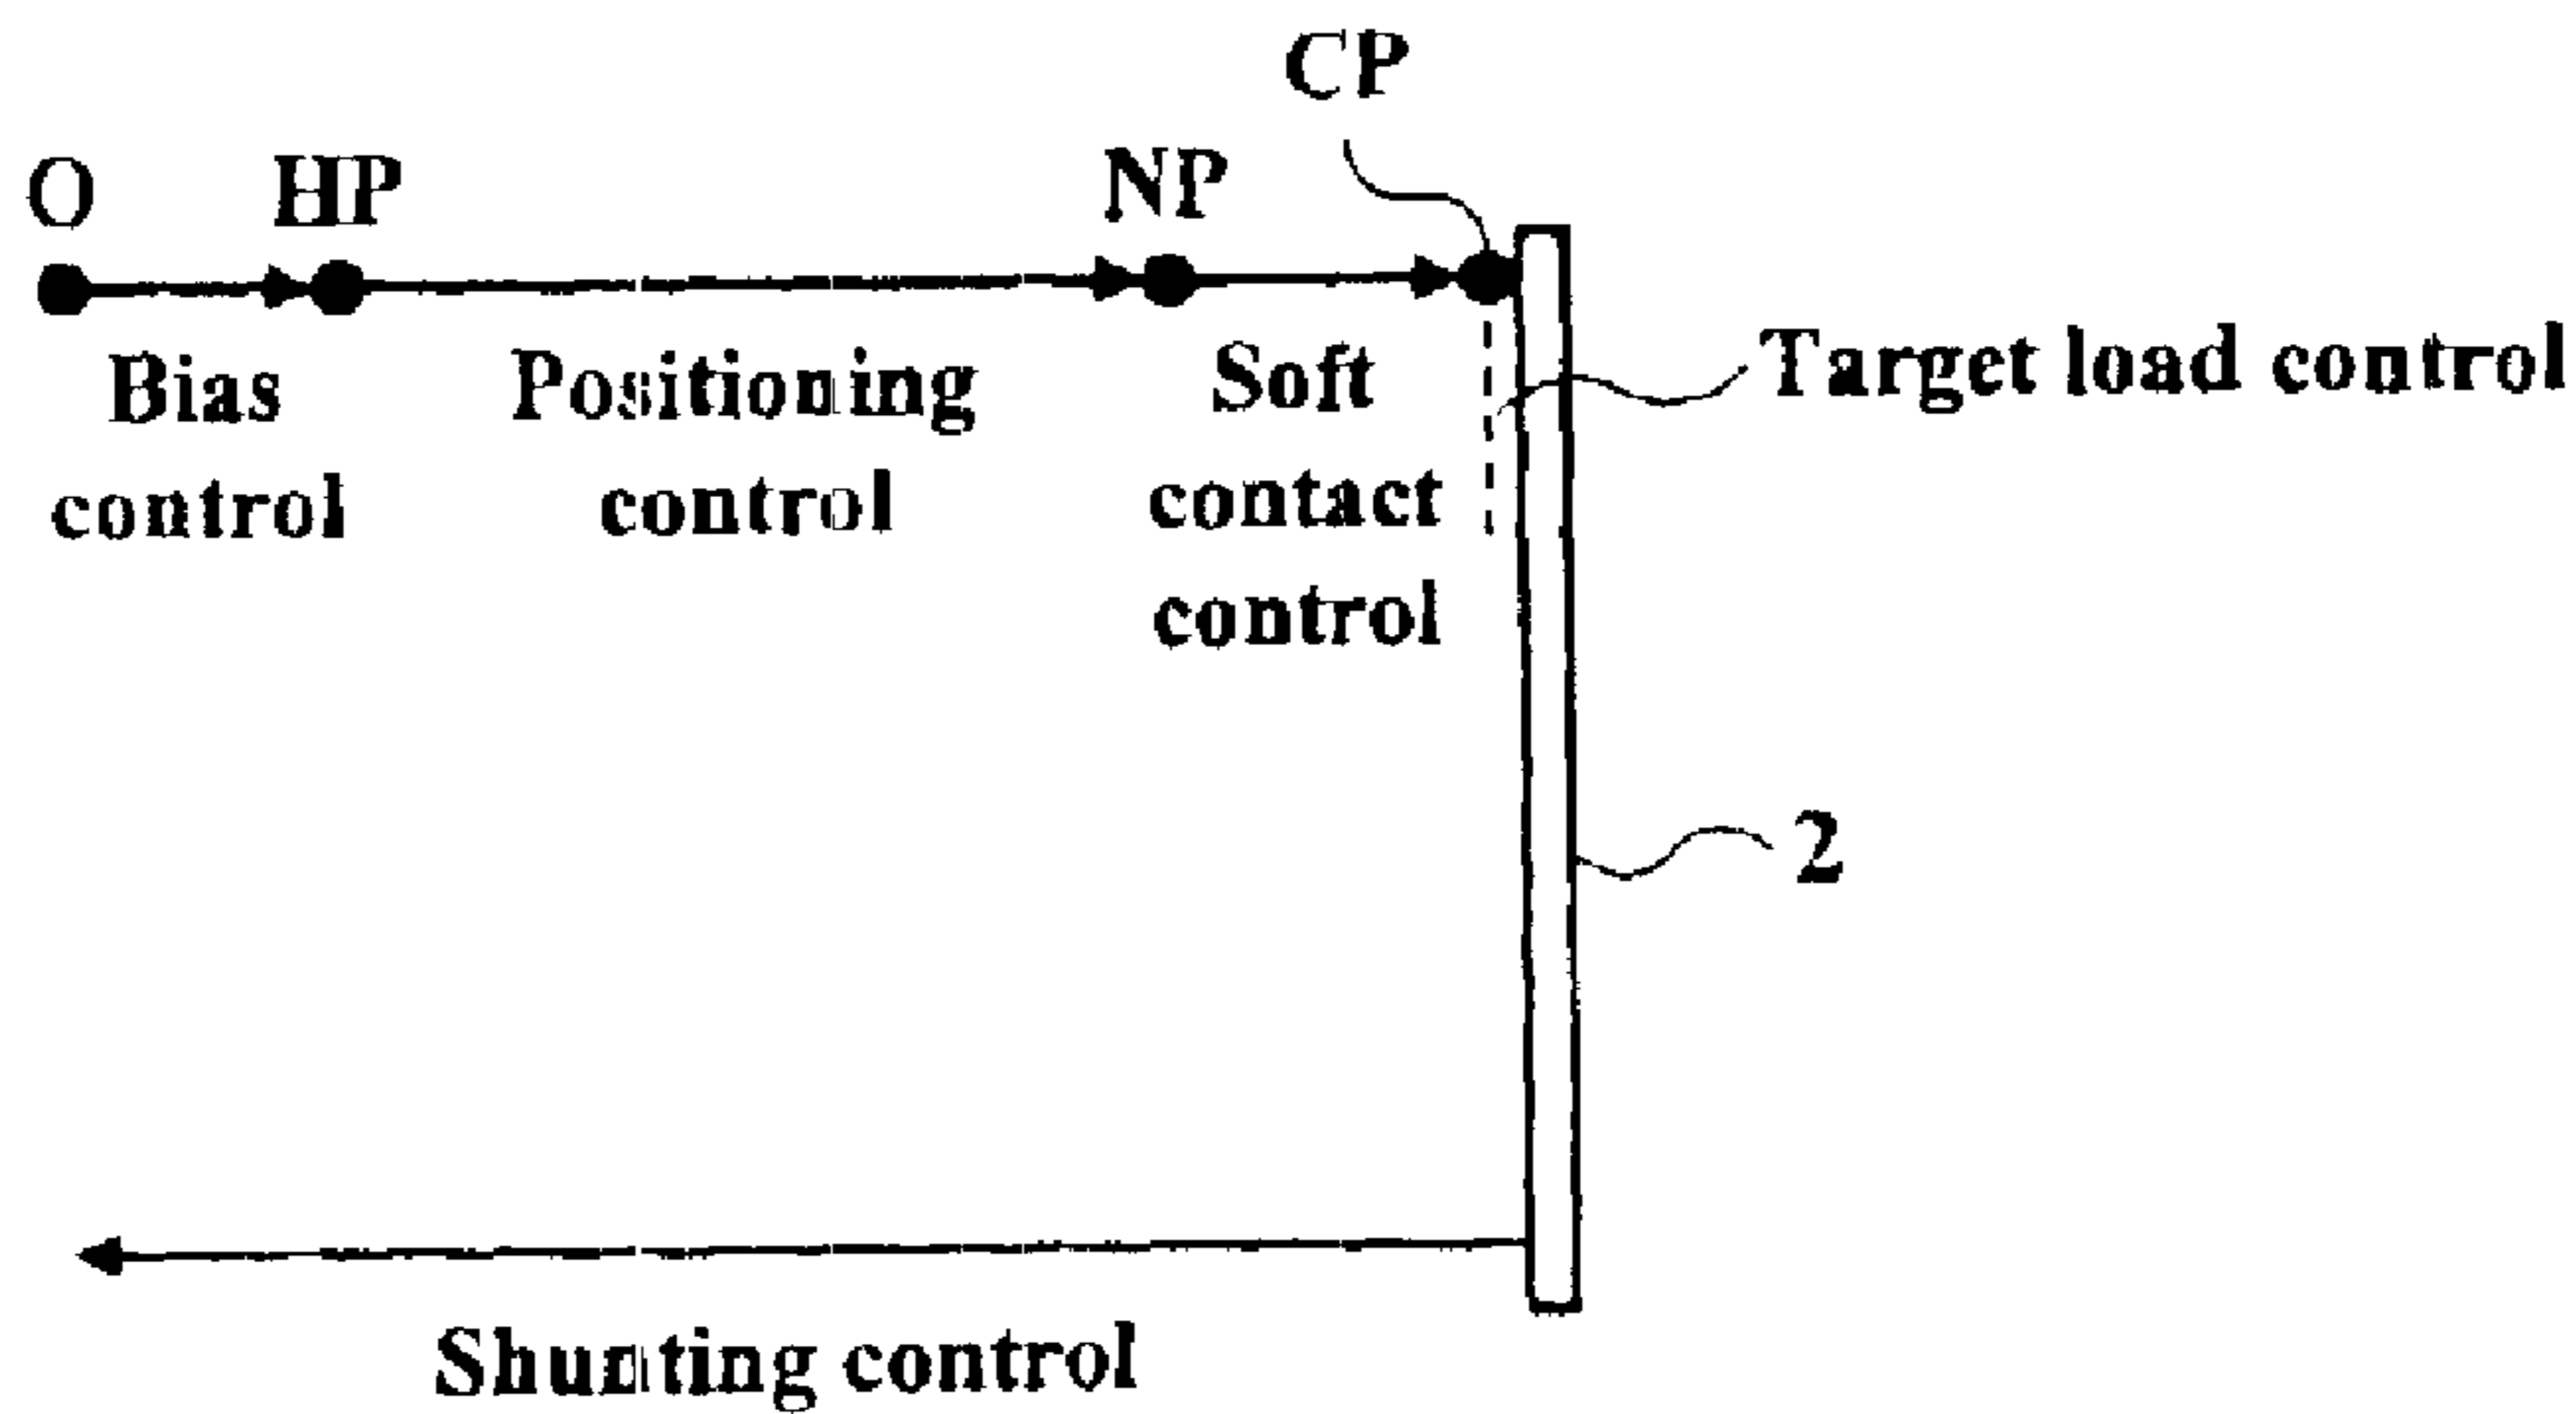 CP
O HP NP
Bias Positioning Soft Target load control
control control contact
control
2
Shunting control